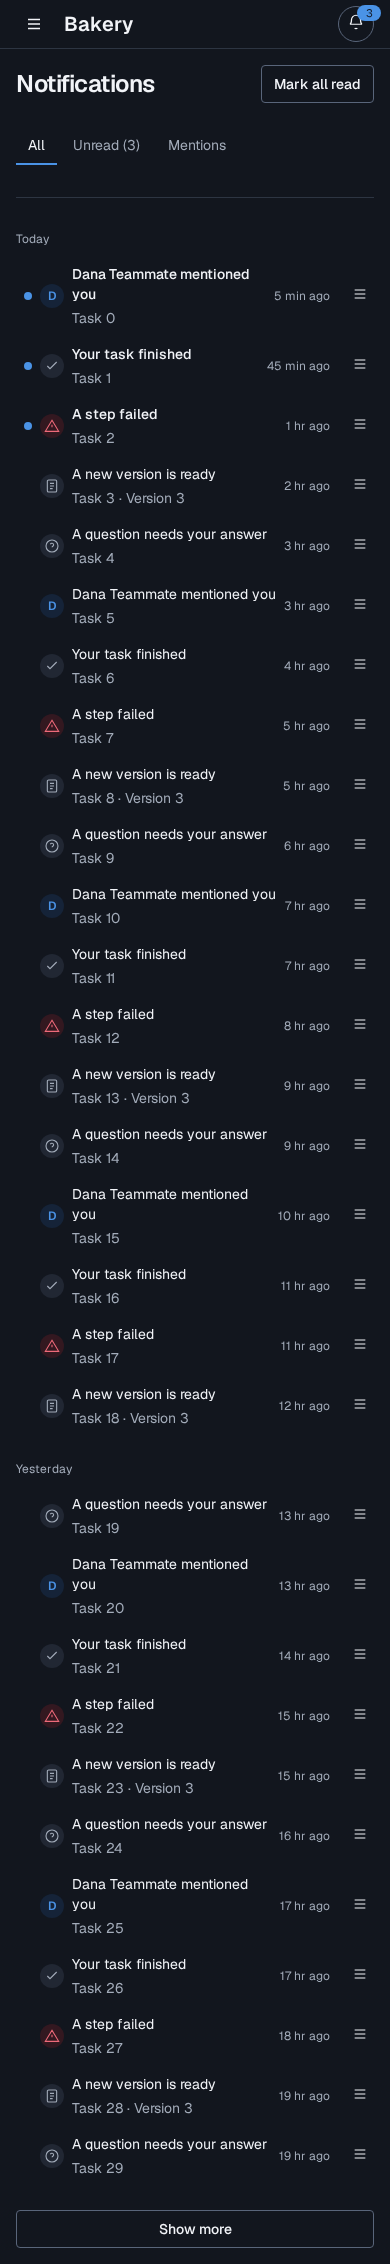 Bakery
3
Notifications
Mark all read
All
Unread (3)
Mentions
Today
Dana Teammate mentioned
you
D
5 min ago
Task 0
Your task finished
45 min ago
Task 1
A step failed
1 hr ago
Task 2
A new version is ready
2 hr ago
Task 3 · Version 3
A question needs your answer
3 hr ago
Task 4
Dana Teammate mentioned you
D
3 hr ago
Task 5
Your task finished
4 hr ago
Task 6
A step failed
5 hr ago
Task 7
A new version is ready
5 hr ago
Task 8 · Version 3
A question needs your answer
6 hr ago
Task 9
Dana Teammate mentioned you
D
7 hr ago
Task 10
Your task finished
7 hr ago
Task 11
A step failed
8 hr ago
Task 12
A new version is ready
9 hr ago
Task 13 · Version 3
A question needs your answer
9 hr ago
Task 14
Dana Teammate mentioned
you
D
10 hr ago
Task 15
Your task finished
11 hr ago
Task 16
A step failed
11 hr ago
Task 17
A new version is ready
12 hr ago
Task 18 · Version 3
Yesterday
A question needs your answer
13 hr ago
Task 19
Dana Teammate mentioned
you
D
13 hr ago
Task 20
Your task finished
14 hr ago
Task 21
A step failed
15 hr ago
Task 22
A new version is ready
15 hr ago
Task 23 · Version 3
A question needs your answer
16 hr ago
Task 24
Dana Teammate mentioned
you
D
17 hr ago
Task 25
Your task finished
17 hr ago
Task 26
A step failed
18 hr ago
Task 27
A new version is ready
19 hr ago
Task 28 · Version 3
A question needs your answer
19 hr ago
Task 29
Show more